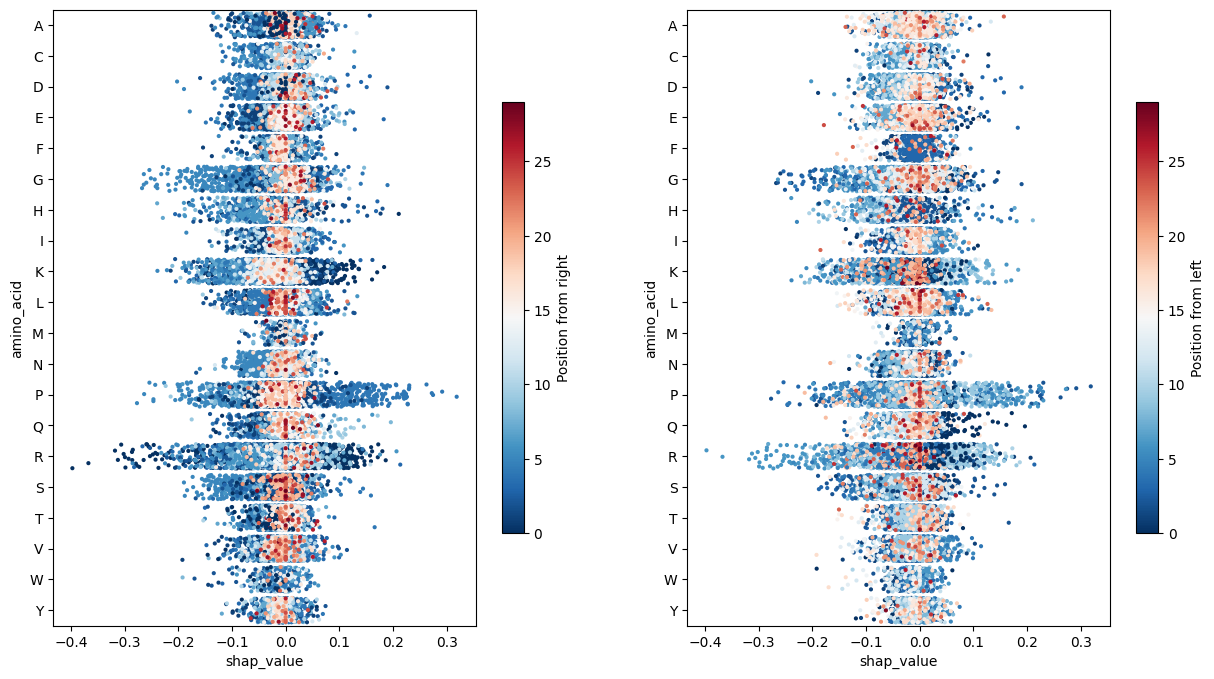 A
C
D
E
F
G
H
I
K
L
M
N
P
Q
R
S
T
V
W
Y
amino_acid
−0.4 −0.3 −0.2 −0.1 0.0 0.1 0.2 0.3
shap_value
25
20
15
10
5
0
Position from right
A
C
D
E
F
G
H
I
K
L
M
N
P
Q
R
S
T
V
W
Y
amino_acid
−0.4 −0.3 −0.2 −0.1 0.0 0.1 0.2 0.3
shap_value
25
20
15
10
5
0
Position from left